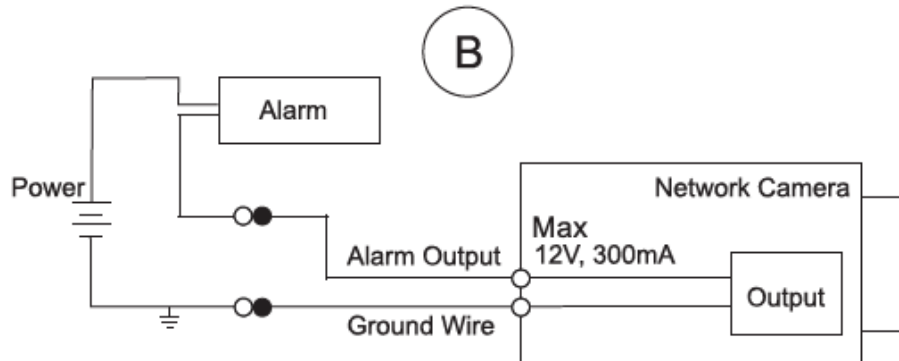 B
Alarm
Power
Network Camera
Max
12V, 300mA
Alarm Output
Output
Ground Wire